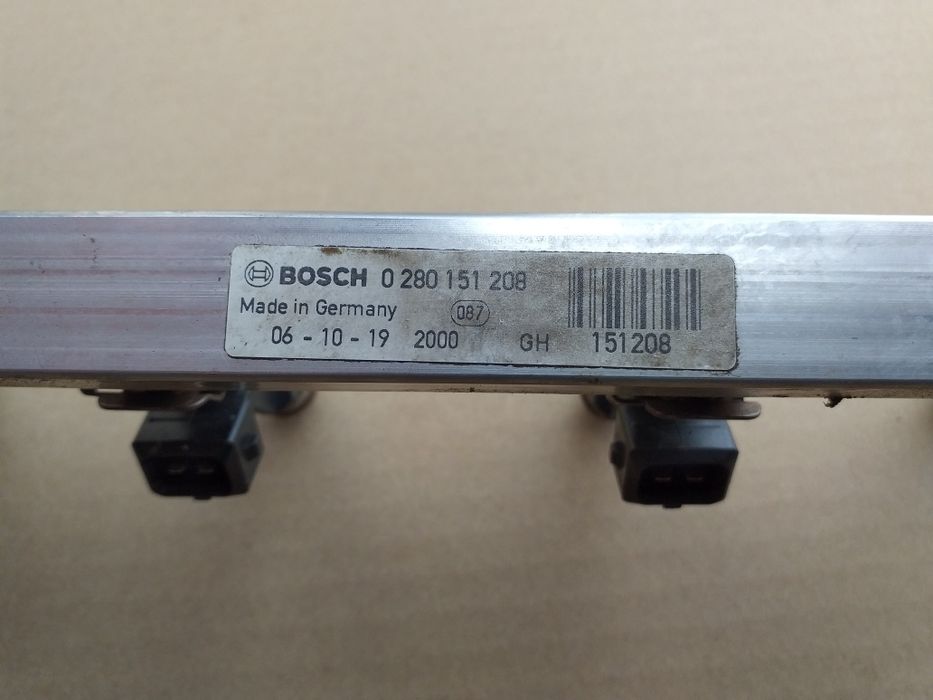 BOSCH 0 280 151 208
Made in Germany 087
06 - 10 - 19 2000 GH 151208